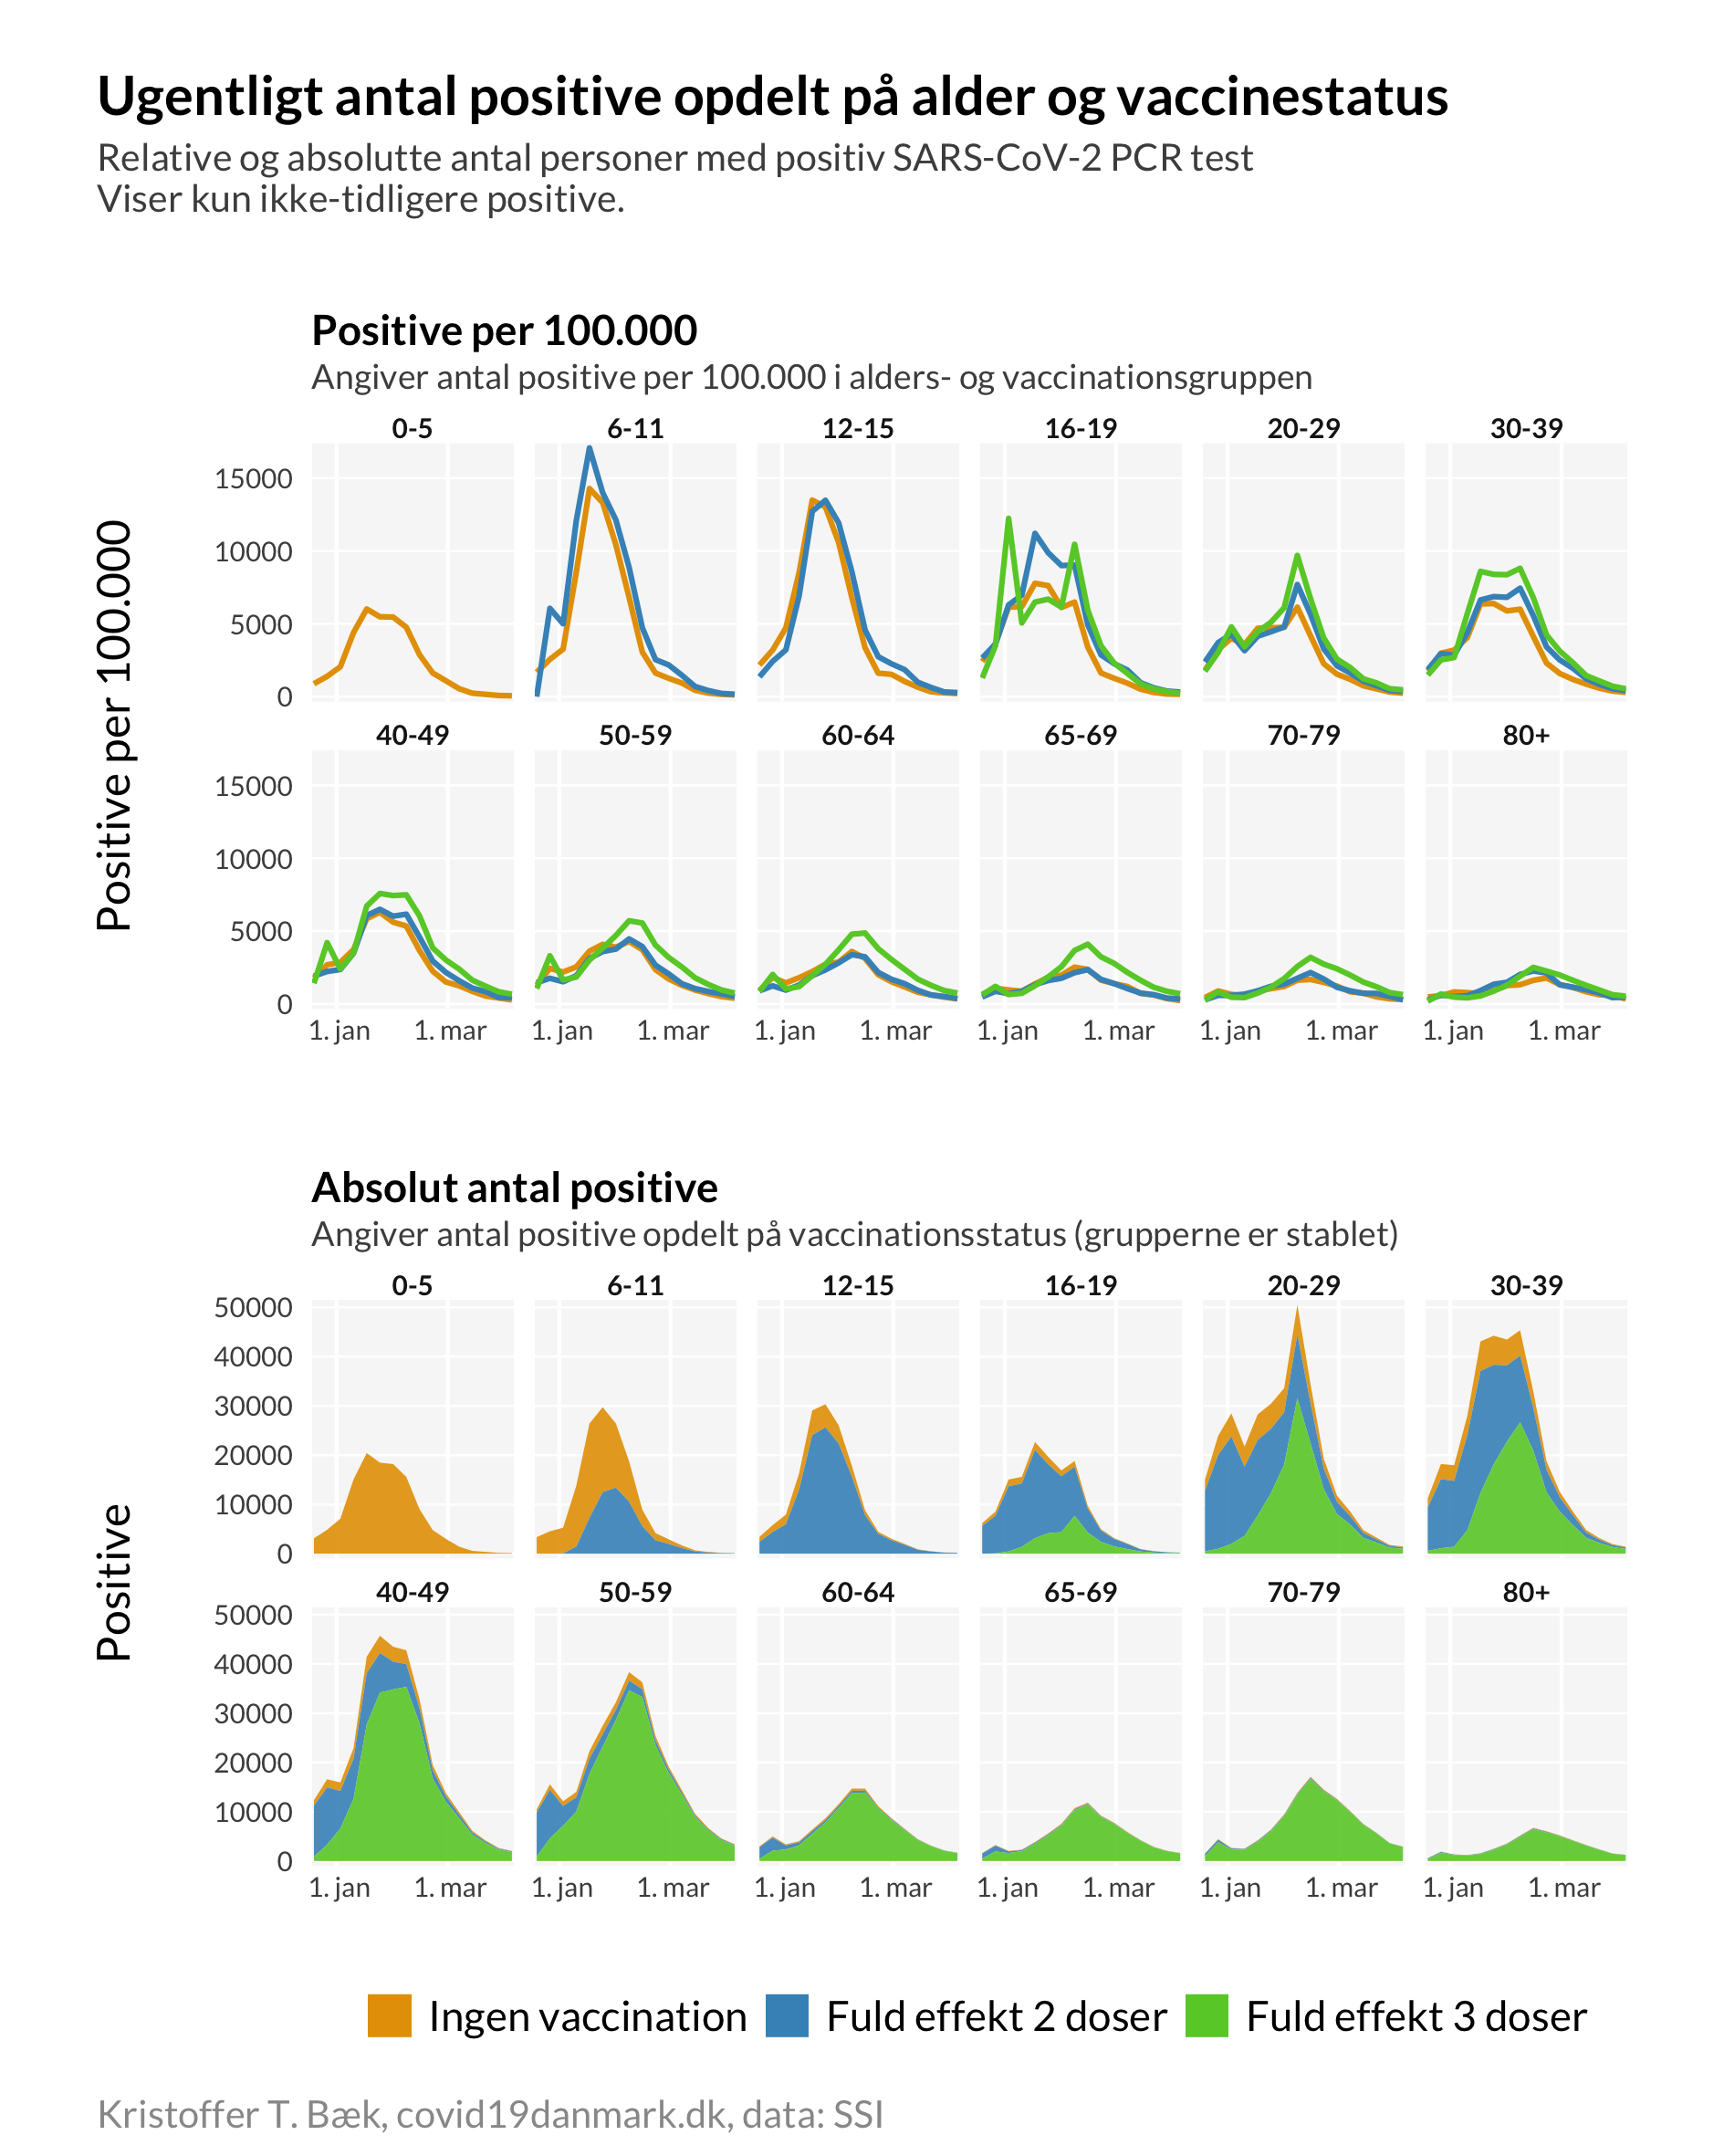 Ugentligt antal positive opdelt på alder og vaccinestatus
Relative og absolutte antal personer med positiv SARS-CoV-2 PCR test
Viser kun ikke-tidligere positive.
Positive per 100.000
Angiver antal positive per 100.000 i alders- og vaccinationsgruppen
0-5 6-11 12-15 16-19 20-29 30-39
15000
10000
5000
0
Positive per 100.000
40-49 50-59 60-64 65-69 70-79 80+
15000
10000
5000
0
1. jan 1. mar 1. jan 1. mar 1. jan 1. mar 1. jan 1. mar 1. jan 1. mar 1. jan 1. mar
Absolut antal positive
Angiver antal positive opdelt på vaccinationsstatus (grupperne er stablet)
0-5 6-11 12-15 16-19 20-29 30-39
50000
40000
30000
20000
10000
0
Positive
40-49 50-59 60-64 65-69 70-79 80+
50000
40000
30000
20000
10000
0
1. jan 1. mar 1. jan 1. mar 1. jan 1. mar 1. jan 1. mar 1. jan 1. mar 1. jan 1. mar
Ingen vaccination Fuld effekt 2 doser Fuld effekt 3 doser
Kristoffer T. Bæk, covid19danmark.dk, data: SSI